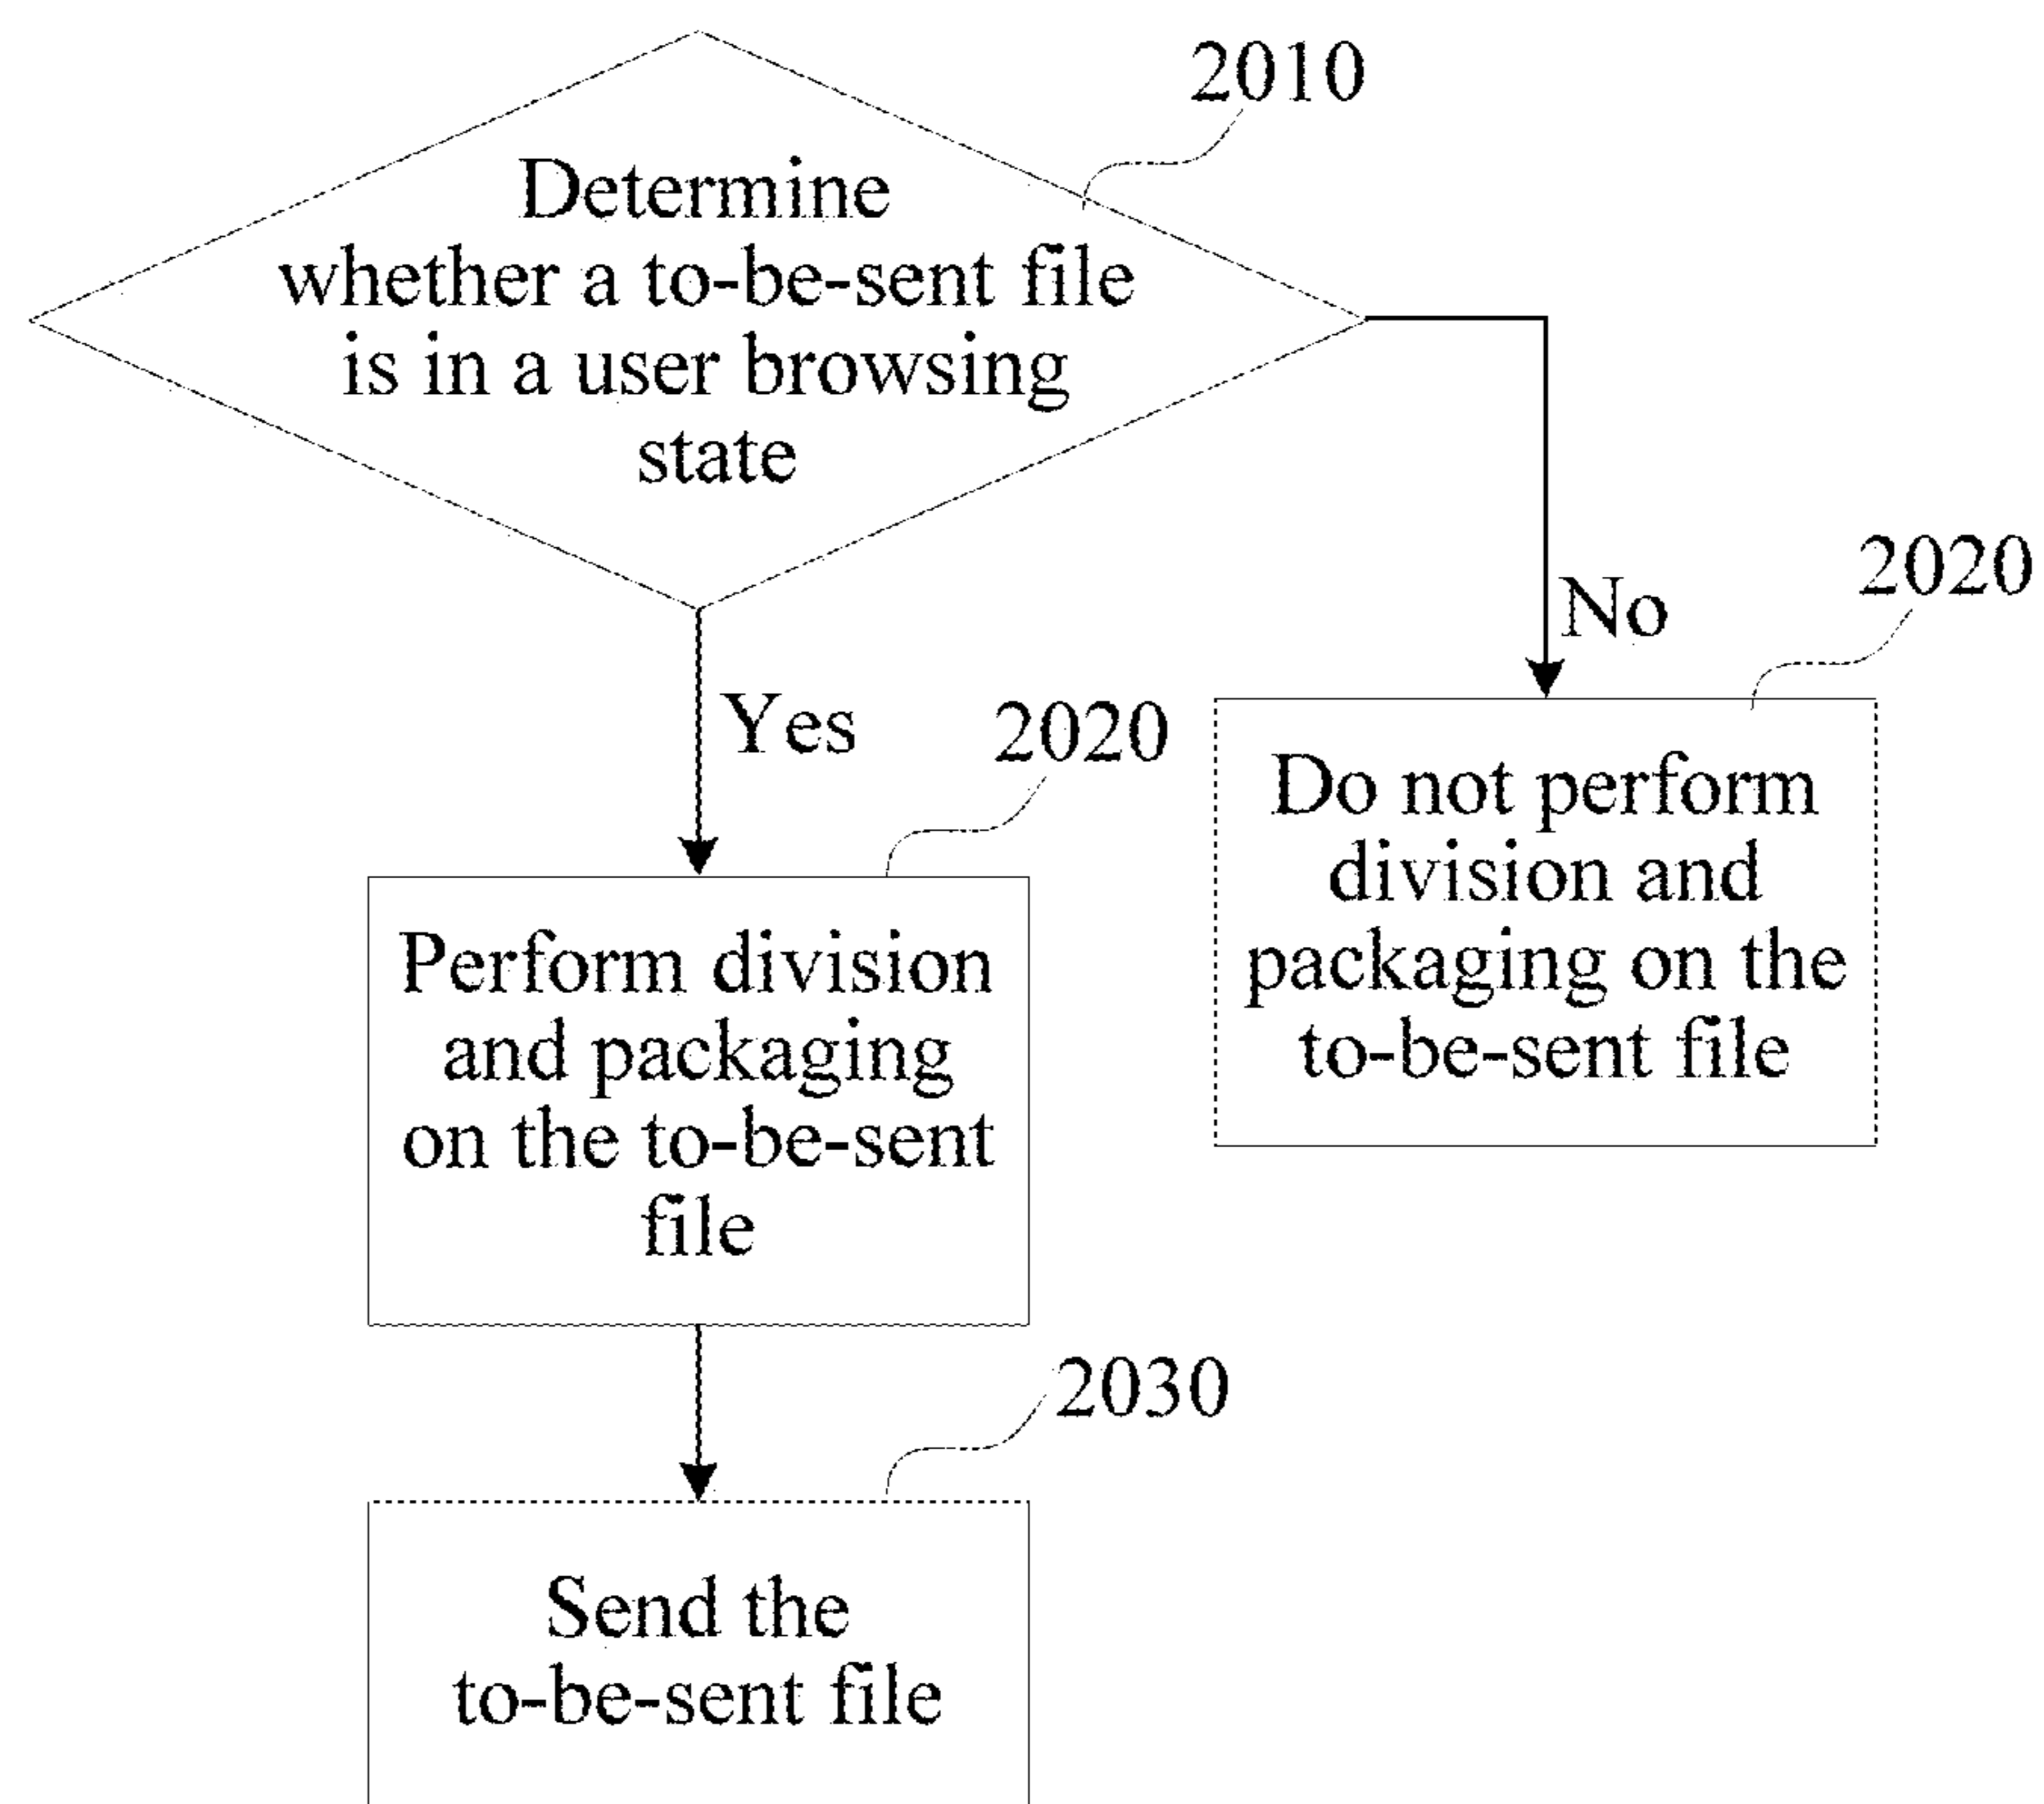 2010
Determine
whether a to-be-sent file
is in a user browsing
state
No
2020
Yes
2020
Do not perform
division and
packaging on the
to-be-sent file
Perform division
and packaging
on the to-be-sent
file
2030
Send the
to-be-sent file